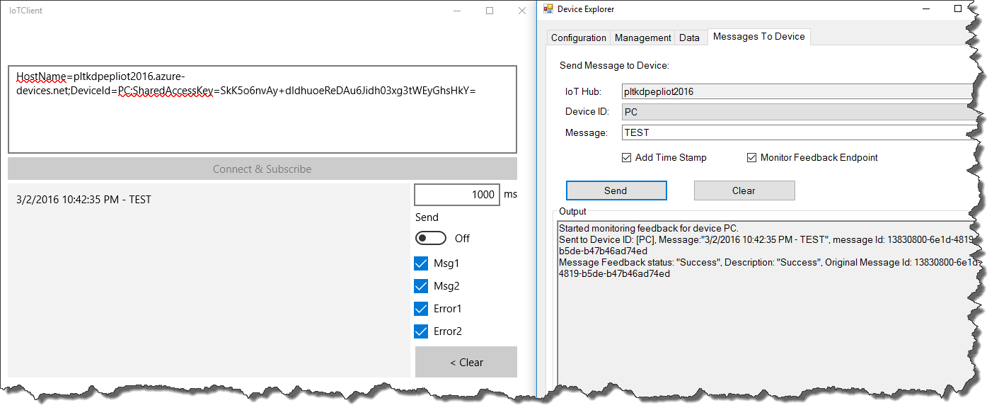 IoTClient
HostName=pltkdpepliot2016.azure-
devices.net;DeviceId=PC;SharedAccessKey=SkK5o6nvAy+dIdhuoeReDAu6Jidh03xg3tWEyGhsHkY=
Connect & Subscribe
3/2/2016 10:42:35 PM - TEST
1000 ms
Send
Off
Msg1
Msg2
Error1
Error2
< Clear
Device Explorer
Configuration Management Data Messages To Device
Send Message to Device:
IoT Hub: pltkdpepliot2016
Device ID: PC
Message: TEST
Add Time Stamp Monitor Feedback Endpoint
Send Clear
Output
Started monitoring feedback for device PC.
Sent to Device ID: [PC], Message:"3/2/2016 10:42:35 PM - TEST", message Id: 13830800-6e1d-4819-
b5de-b47b46ad74ed
Message Feedback status: "Success", Description: "Success", Original Message Id: 13830800-6e1d-
4819-b5de-b47b46ad74ed